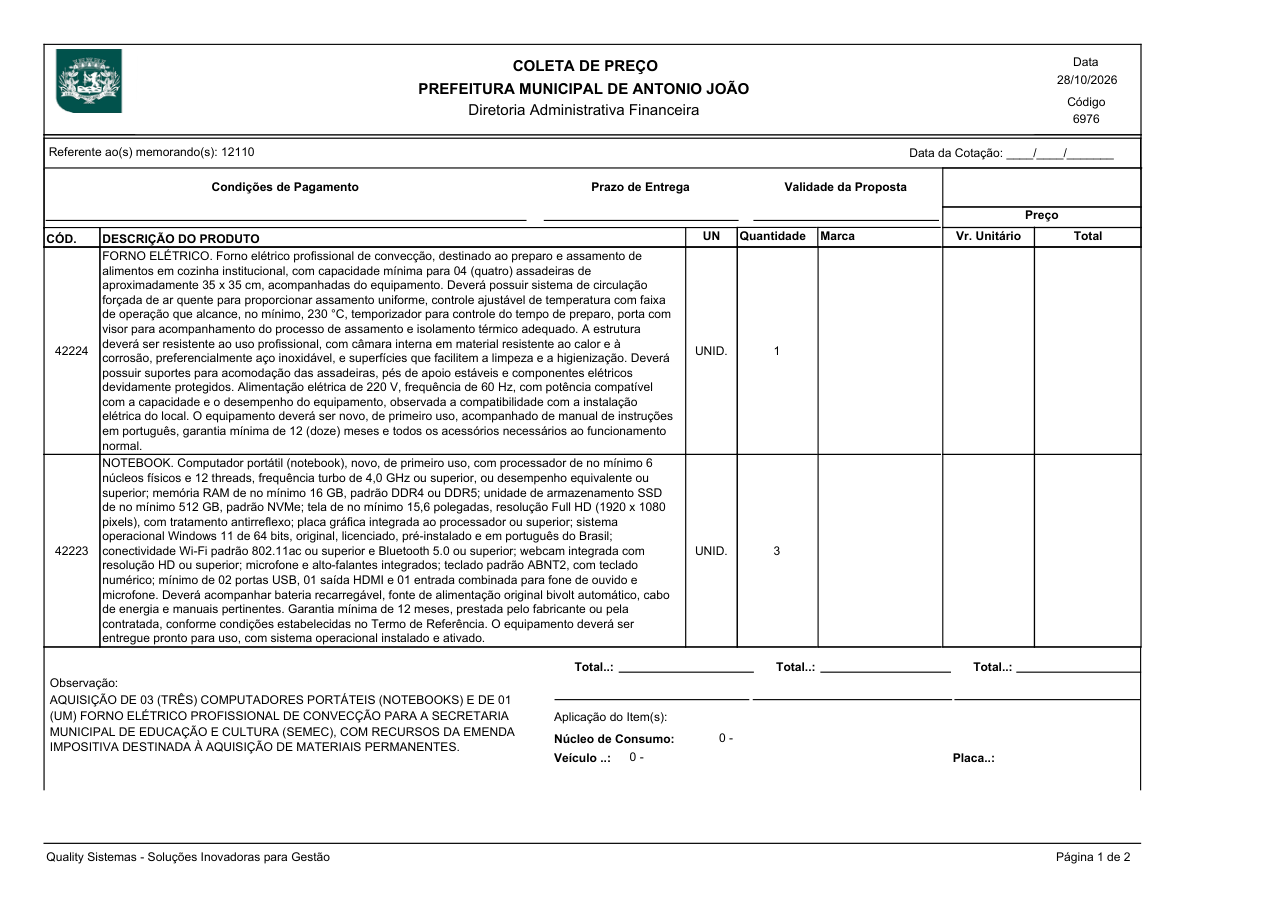 COLETA DE PREÇO
PREFEITURA MUNICIPAL DE ANTONIO JOÃO
Diretoria Administrativa Financeira
Data
28/10/2026
Código
6976
Referente ao(s) memorando(s): 12110
Data da Cotação: ____/____/_______
Condições de Pagamento
Prazo de Entrega
Validade da Proposta
Preço
CÓD.
DESCRIÇÃO DO PRODUTO
UN
Quantidade
Marca
Vr. Unitário
Total
42224
FORNO ELÉTRICO. Forno elétrico profissional de convecção, destinado ao preparo e assamento de
alimentos em cozinha institucional, com capacidade mínima para 04 (quatro) assadeiras de
aproximadamente 35 x 35 cm, acompanhadas do equipamento. Deverá possuir sistema de circulação
forçada de ar quente para proporcionar assamento uniforme, controle ajustável de temperatura com faixa
de operação que alcance, no mínimo, 230 °C, temporizador para controle do tempo de preparo, porta com
visor para acompanhamento do processo de assamento e isolamento térmico adequado. A estrutura
deverá ser resistente ao uso profissional, com câmara interna em material resistente ao calor e à
corrosão, preferencialmente aço inoxidável, e superfícies que facilitem a limpeza e a higienização. Deverá
possuir suportes para acomodação das assadeiras, pés de apoio estáveis e componentes elétricos
devidamente protegidos. Alimentação elétrica de 220 V, frequência de 60 Hz, com potência compatível
com a capacidade e o desempenho do equipamento, observada a compatibilidade com a instalação
elétrica do local. O equipamento deverá ser novo, de primeiro uso, acompanhado de manual de instruções
em português, garantia mínima de 12 (doze) meses e todos os acessórios necessários ao funcionamento
normal.
UNID.
1
42223
NOTEBOOK. Computador portátil (notebook), novo, de primeiro uso, com processador de no mínimo 6
núcleos físicos e 12 threads, frequência turbo de 4,0 GHz ou superior, ou desempenho equivalente ou
superior; memória RAM de no mínimo 16 GB, padrão DDR4 ou DDR5; unidade de armazenamento SSD
de no mínimo 512 GB, padrão NVMe; tela de no mínimo 15,6 polegadas, resolução Full HD (1920 x 1080
pixels), com tratamento antirreflexo; placa gráfica integrada ao processador ou superior; sistema
operacional Windows 11 de 64 bits, original, licenciado, pré-instalado e em português do Brasil;
conectividade Wi-Fi padrão 802.11ac ou superior e Bluetooth 5.0 ou superior; webcam integrada com
resolução HD ou superior; microfone e alto-falantes integrados; teclado padrão ABNT2, com teclado
numérico; mínimo de 02 portas USB, 01 saída HDMI e 01 entrada combinada para fone de ouvido e
microfone. Deverá acompanhar bateria recarregável, fonte de alimentação original bivolt automático, cabo
de energia e manuais pertinentes. Garantia mínima de 12 meses, prestada pelo fabricante ou pela
contratada, conforme condições estabelecidas no Termo de Referência. O equipamento deverá ser
entregue pronto para uso, com sistema operacional instalado e ativado.
UNID.
3
Total..:
Total..:
Total..:
Observação:
AQUISIÇÃO DE 03 (TRÊS) COMPUTADORES PORTÁTEIS (NOTEBOOKS) E DE 01
(UM) FORNO ELÉTRICO PROFISSIONAL DE CONVECÇÃO PARA A SECRETARIA
MUNICIPAL DE EDUCAÇÃO E CULTURA (SEMEC), COM RECURSOS DA EMENDA
IMPOSITIVA DESTINADA À AQUISIÇÃO DE MATERIAIS PERMANENTES.
Aplicação do Item(s):
Núcleo de Consumo: 0 -
Veículo ..: 0 -
Placa..:
Quality Sistemas - Soluções Inovadoras para Gestão
Página 1 de 2